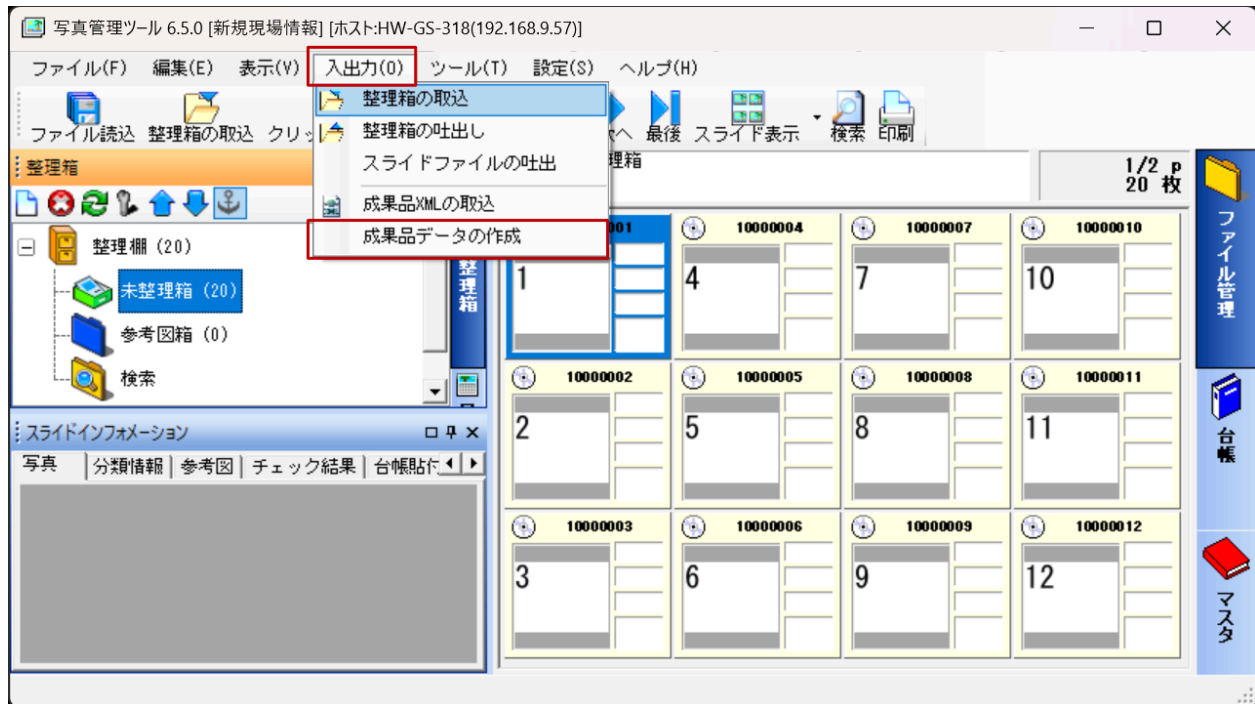 写真管理ツール 6.5.0 [新規現場情報] [ホスト:HW-GS-318(192.168.9.57)]
ファイル(F) 編集(E) 表示(V) 入出力(O) ツール(T) 設定(S) ヘルプ(H)
整理箱の取込
整理箱の吐出し
スライドファイルの吐出
成果品XMLの取込
成果品データの作成
ファイル読込 整理箱の取込 クリッ 最後 スライド表示 検索 印刷
整理箱
1/2 p
20 枚
整理棚 (20)
未整理箱 (20)
参考図箱 (0)
検索
整理箱
スライドインフォメーション
写真 分類情報 参考図 チェック結果 台帳貼付
10000004 10000007 10000010
1 4 7 10
10000002 10000005 10000008 10000011
2 5 8 11
10000003 10000006 10000009 10000012
3 6 9 12
ファイル管理
台帳
マスタ